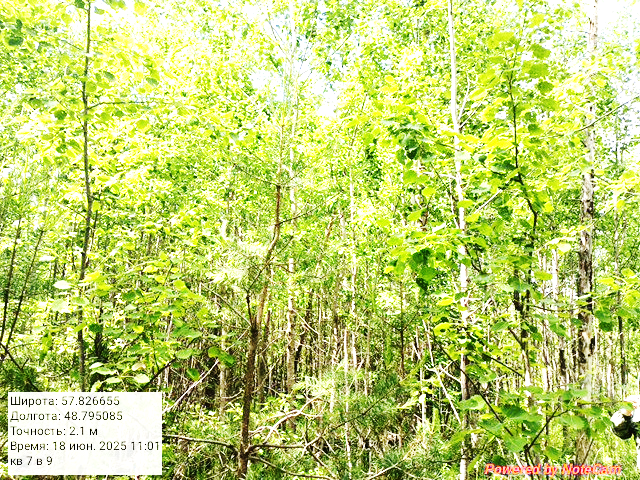 Широта: 57.826655
Долгота: 48.795085
Точность: 2.1 м
Время: 18 июн. 2025 11:01
кв 7 в 9
Powered by NoteCam